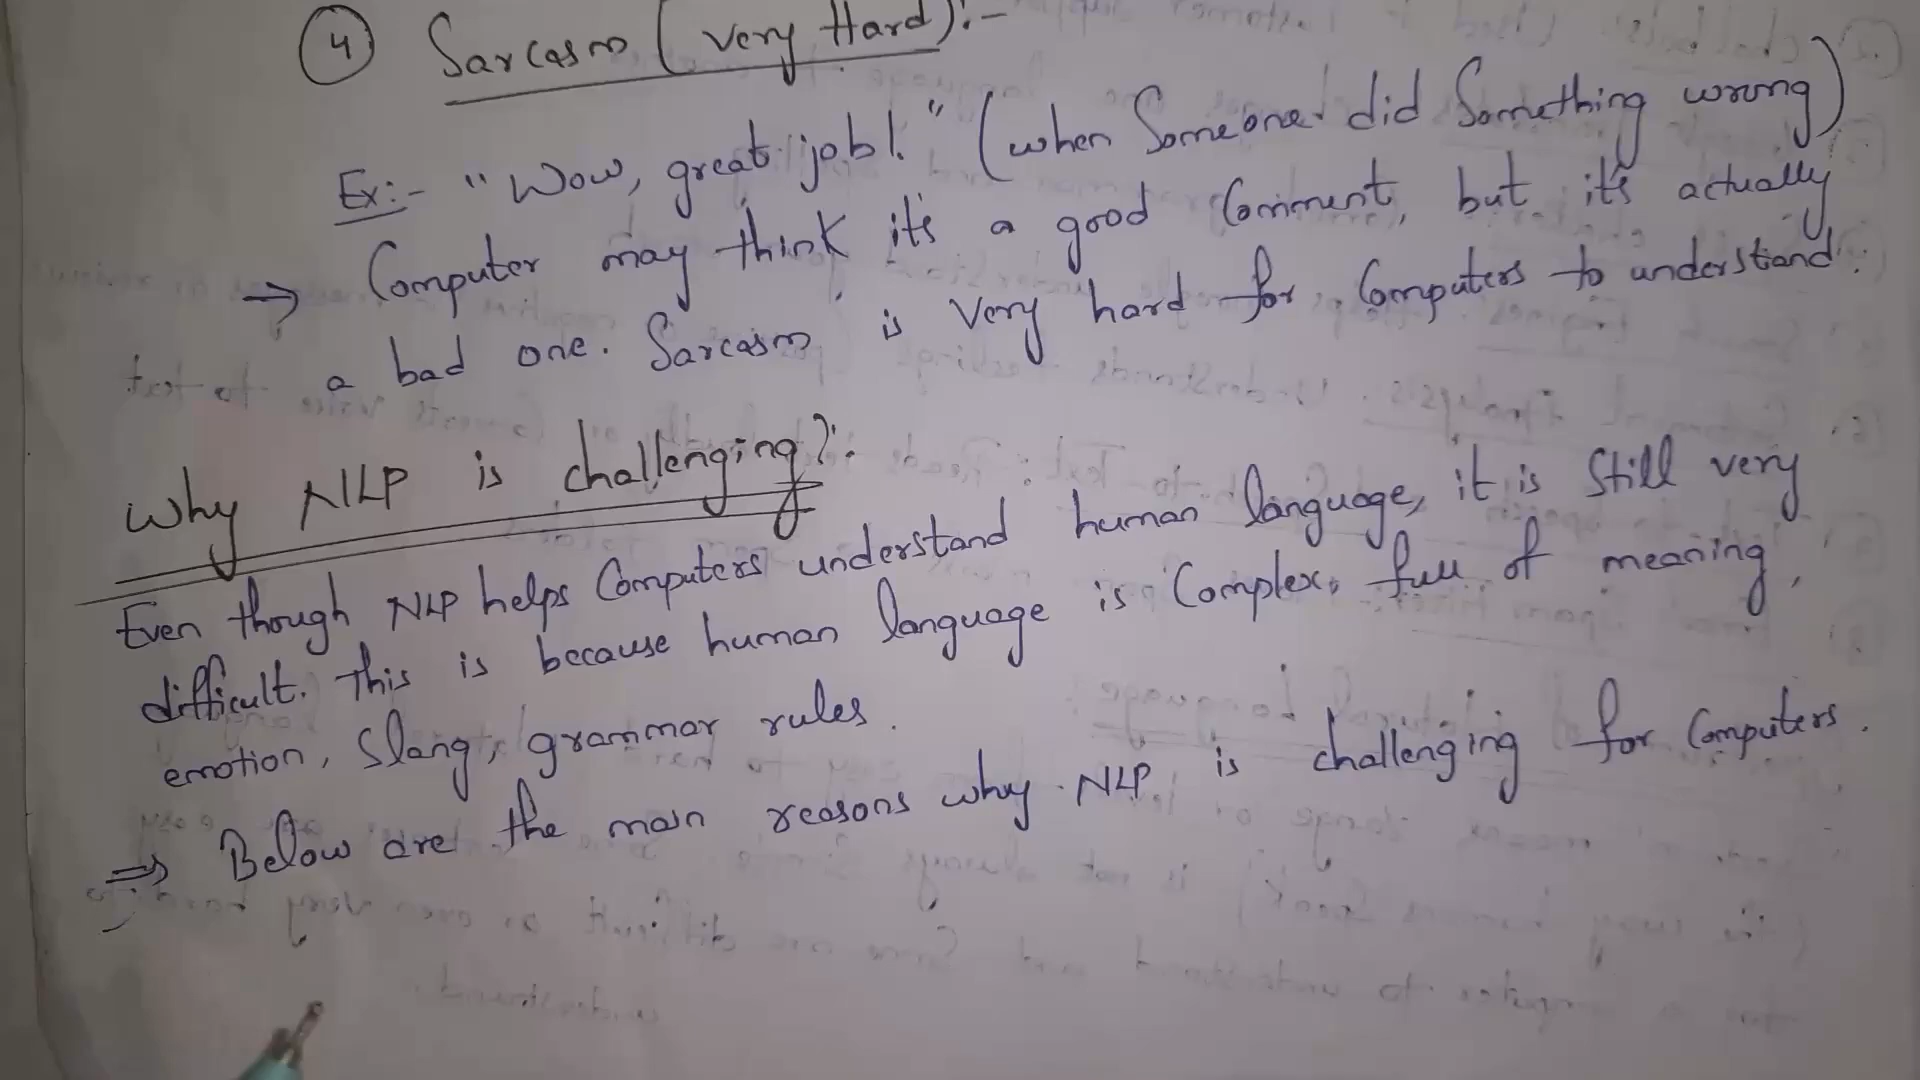 ④ Sarcasm (very Hard):-
Ex:- "Wow, great job!." (when Someone did Something wrong)
→ Computer may think it's a good Comment, but it's actually
a bad one. Sarcasm is very hard for Computers to understand.
Why NLP is challenging?:
Even though NLP helps Computers understand human language, it is Still very
difficult. This is because human language is Complex, full of meaning,
emotion, Slang, grammar rules.
⇒ Below are the main reasons why NLP is challenging for Computers.